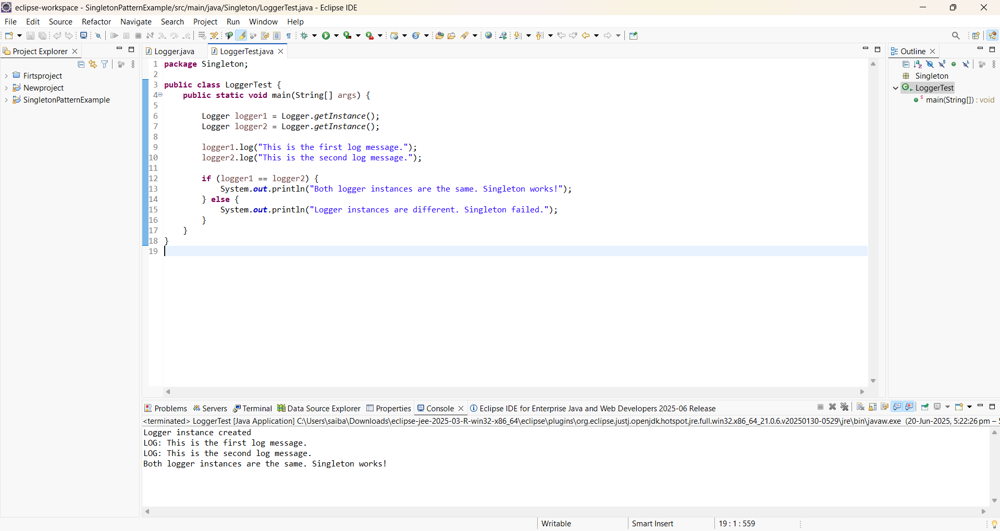 eclipse-workspace - SingletonPatternExample/src/main/java/Singleton/LoggerTest.java - Eclipse IDE
File Edit Source Refactor Navigate Search Project Run Window Help
Project Explorer
Firtsproject
Newproject
SingletonPatternExample
Logger.java LoggerTest.java
1 package Singleton;
2
3 public class LoggerTest {
4 public static void main(String[] args) {
5
6 Logger logger1 = Logger.getInstance();
7 Logger logger2 = Logger.getInstance();
8
9 logger1.log("This is the first log message.");
10 logger2.log("This is the second log message.");
11
12 if (logger1 == logger2) {
13 System.out.println("Both logger instances are the same. Singleton works!");
14 } else {
15 System.out.println("Logger instances are different. Singleton failed.");
16 }
17 }
18 }
19
Outline
Singleton
LoggerTest
main(String[]) : void
Problems Servers Terminal Data Source Explorer Properties Console Eclipse IDE for Enterprise Java and Web Developers 2025-06 Release
<terminated> LoggerTest [Java Application] C:\Users\saiba\Downloads\eclipse-jee-2025-03-R-win32-x86_64\eclipse\plugins\org.eclipse.justj.openjdk.hotspot.jre.full.win32.x86_64_21.0.6.v20250130-0529\jre\bin\javaw.exe (20-Jun-2025, 5:22:26 pm –
Logger instance created
LOG: This is the first log message.
LOG: This is the second log message.
Both logger instances are the same. Singleton works!
Writable Smart Insert 19 : 1 : 559